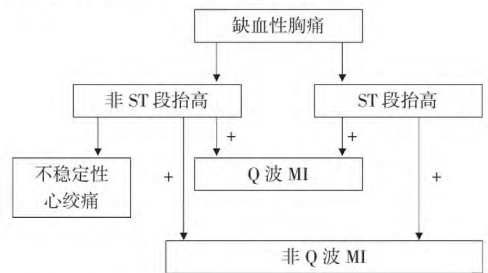 缺血性胸痛
非 ST 段抬高
ST 段抬高
+
+
不稳定性
心绞痛
+
Q 波 MI
+
非 Q 波 MI